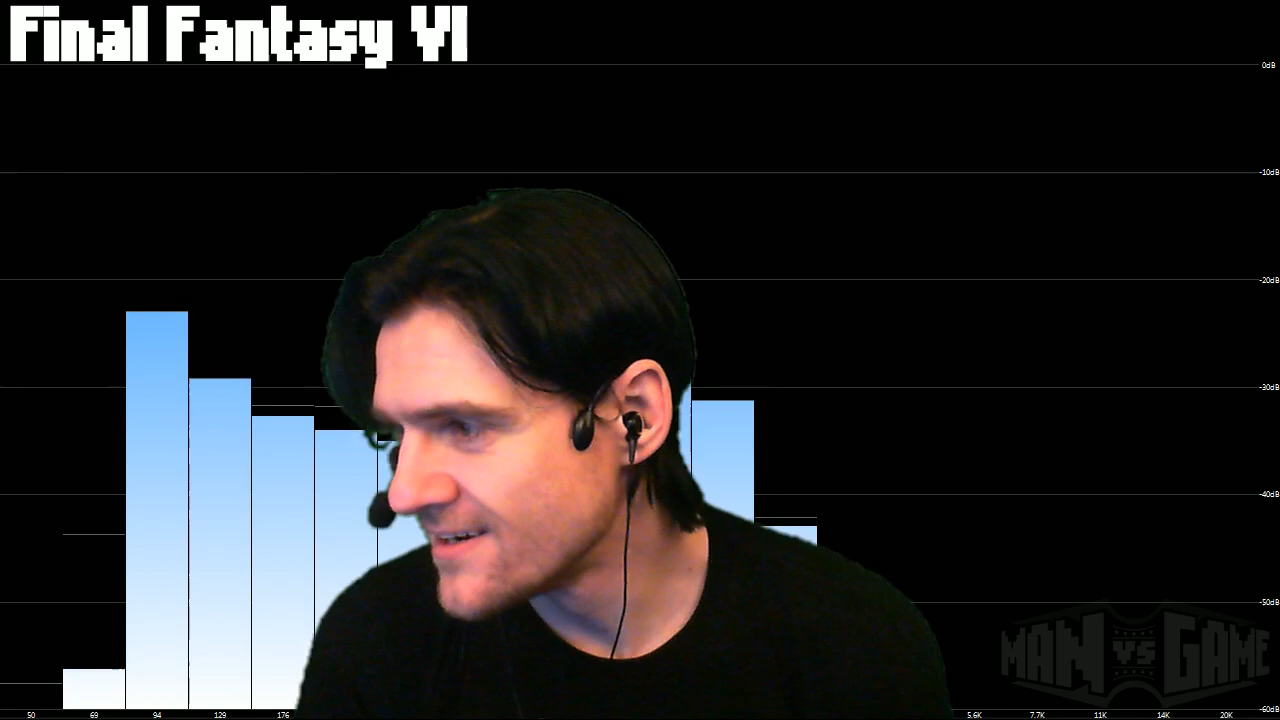 Final Fantasy VI
0dB
-10dB
-20dB
-30dB
-40dB
-50dB
MAN VS GAME
-60dB
50 69 94 129 176 5.6K 7.7K 11K 14K 20K